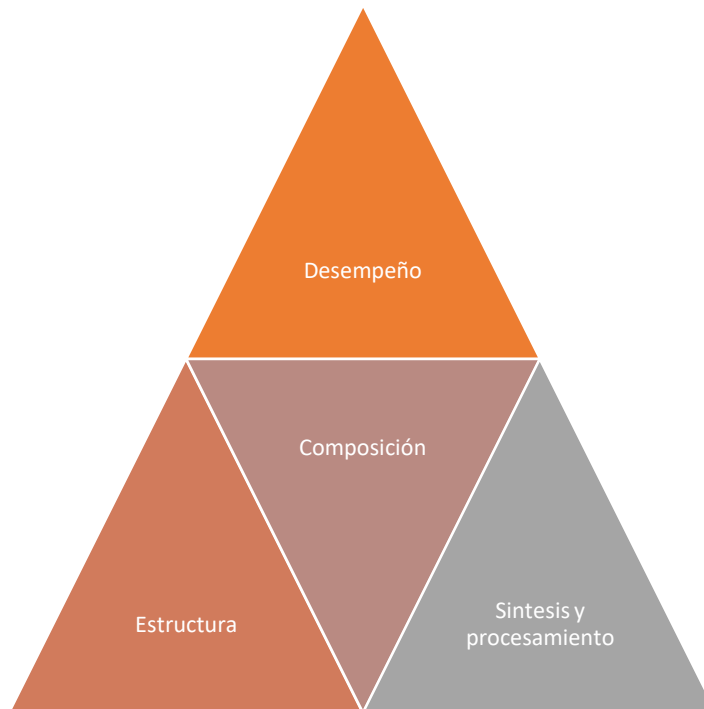 Desempeño
Composición
Estructura
Sintesis y
procesamiento